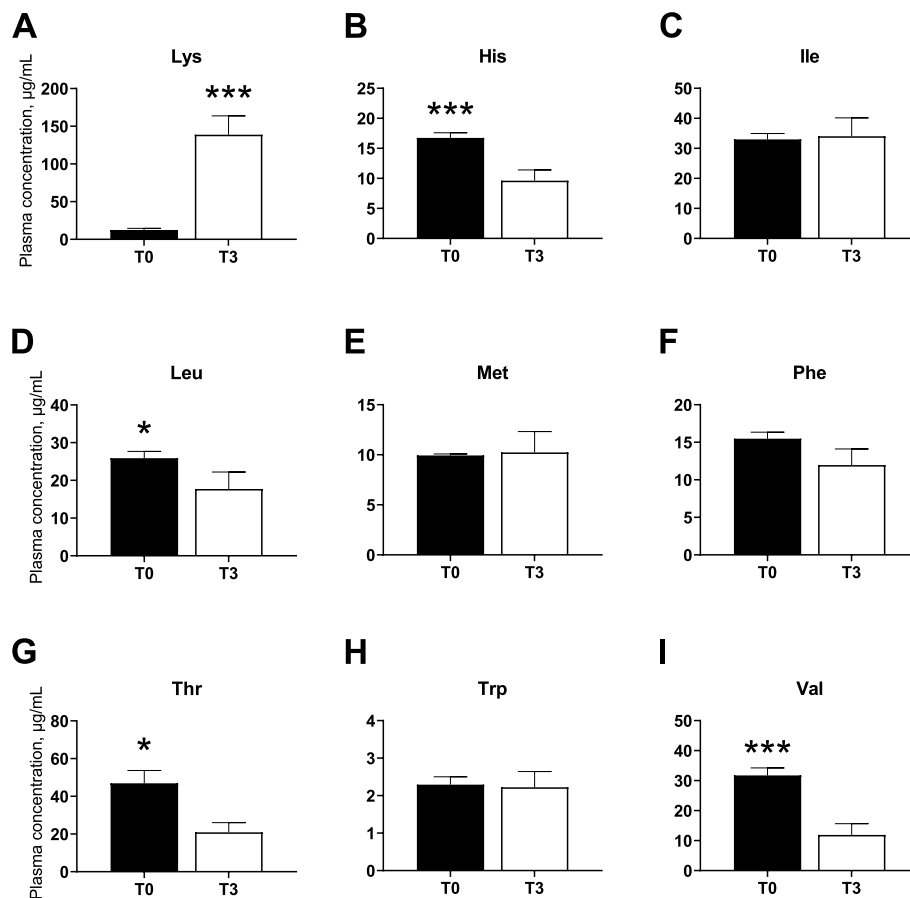 A
Lys
Plasma concentration, µg/mL
200
150
100
50
0
***
T0
T3
B
His
25
20
15
10
5
0
***
T0
T3
C
Ile
50
40
30
20
10
0
T0
T3
D
Leu
Plasma concentration, µg/mL
40
30
20
10
0
*
T0
T3
E
Met
15
10
5
0
T0
T3
F
Phe
20
15
10
5
0
T0
T3
G
Thr
Plasma concentration, µg/mL
80
60
40
20
0
*
T0
T3
H
Trp
4
3
2
1
0
T0
T3
I
Val
50
40
30
20
10
0
***
T0
T3